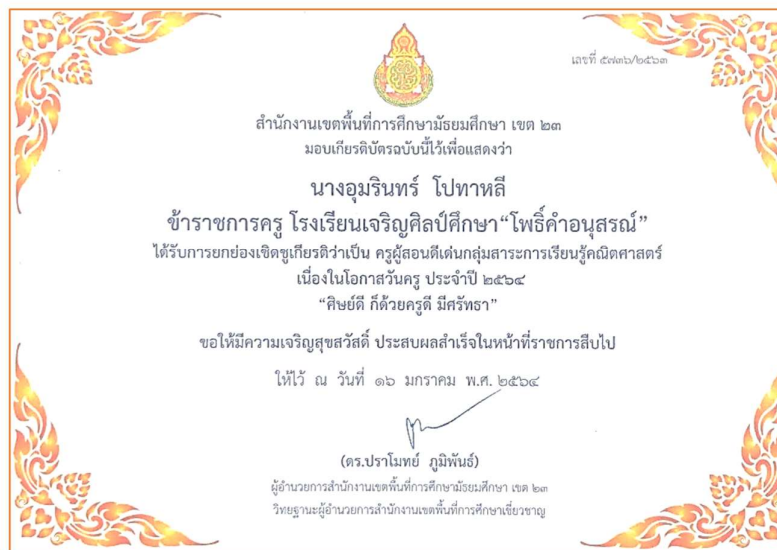 เลขที่ ๕๗๓๖/๒๕๖๓
สำนักงานเขตพื้นที่การศึกษามัธยมศึกษา เขต ๒๓
มอบเกียรติบัตรฉบับนี้ไว้เพื่อแสดงว่า
นางอุมรินทร์ โปทาหลี
ข้าราชการครู โรงเรียนเจริญศิลป์ศึกษา“โพธิ์คำอนุสรณ์”
ได้รับการยกย่องเชิดชูเกียรติว่าเป็น ครูผู้สอนดีเด่นกลุ่มสาระการเรียนรู้คณิตศาสตร์
เนื่องในโอกาสวันครู ประจำปี ๒๕๖๔
“ศิษย์ดี ก็ด้วยครูดี มีศรัทธา”
ขอให้มีความเจริญสุขสวัสดิ์ ประสบผลสำเร็จในหน้าที่ราชการสืบไป
ให้ไว้ ณ วันที่ ๑๖ มกราคม พ.ศ. ๒๕๖๔
(ดร.ปราโมทย์ ภูมิพันธ์)
ผู้อำนวยการสำนักงานเขตพื้นที่การศึกษามัธยมศึกษา เขต ๒๓
วิทยฐานะผู้อำนวยการสำนักงานเขตพื้นที่การศึกษาเชี่ยวชาญ